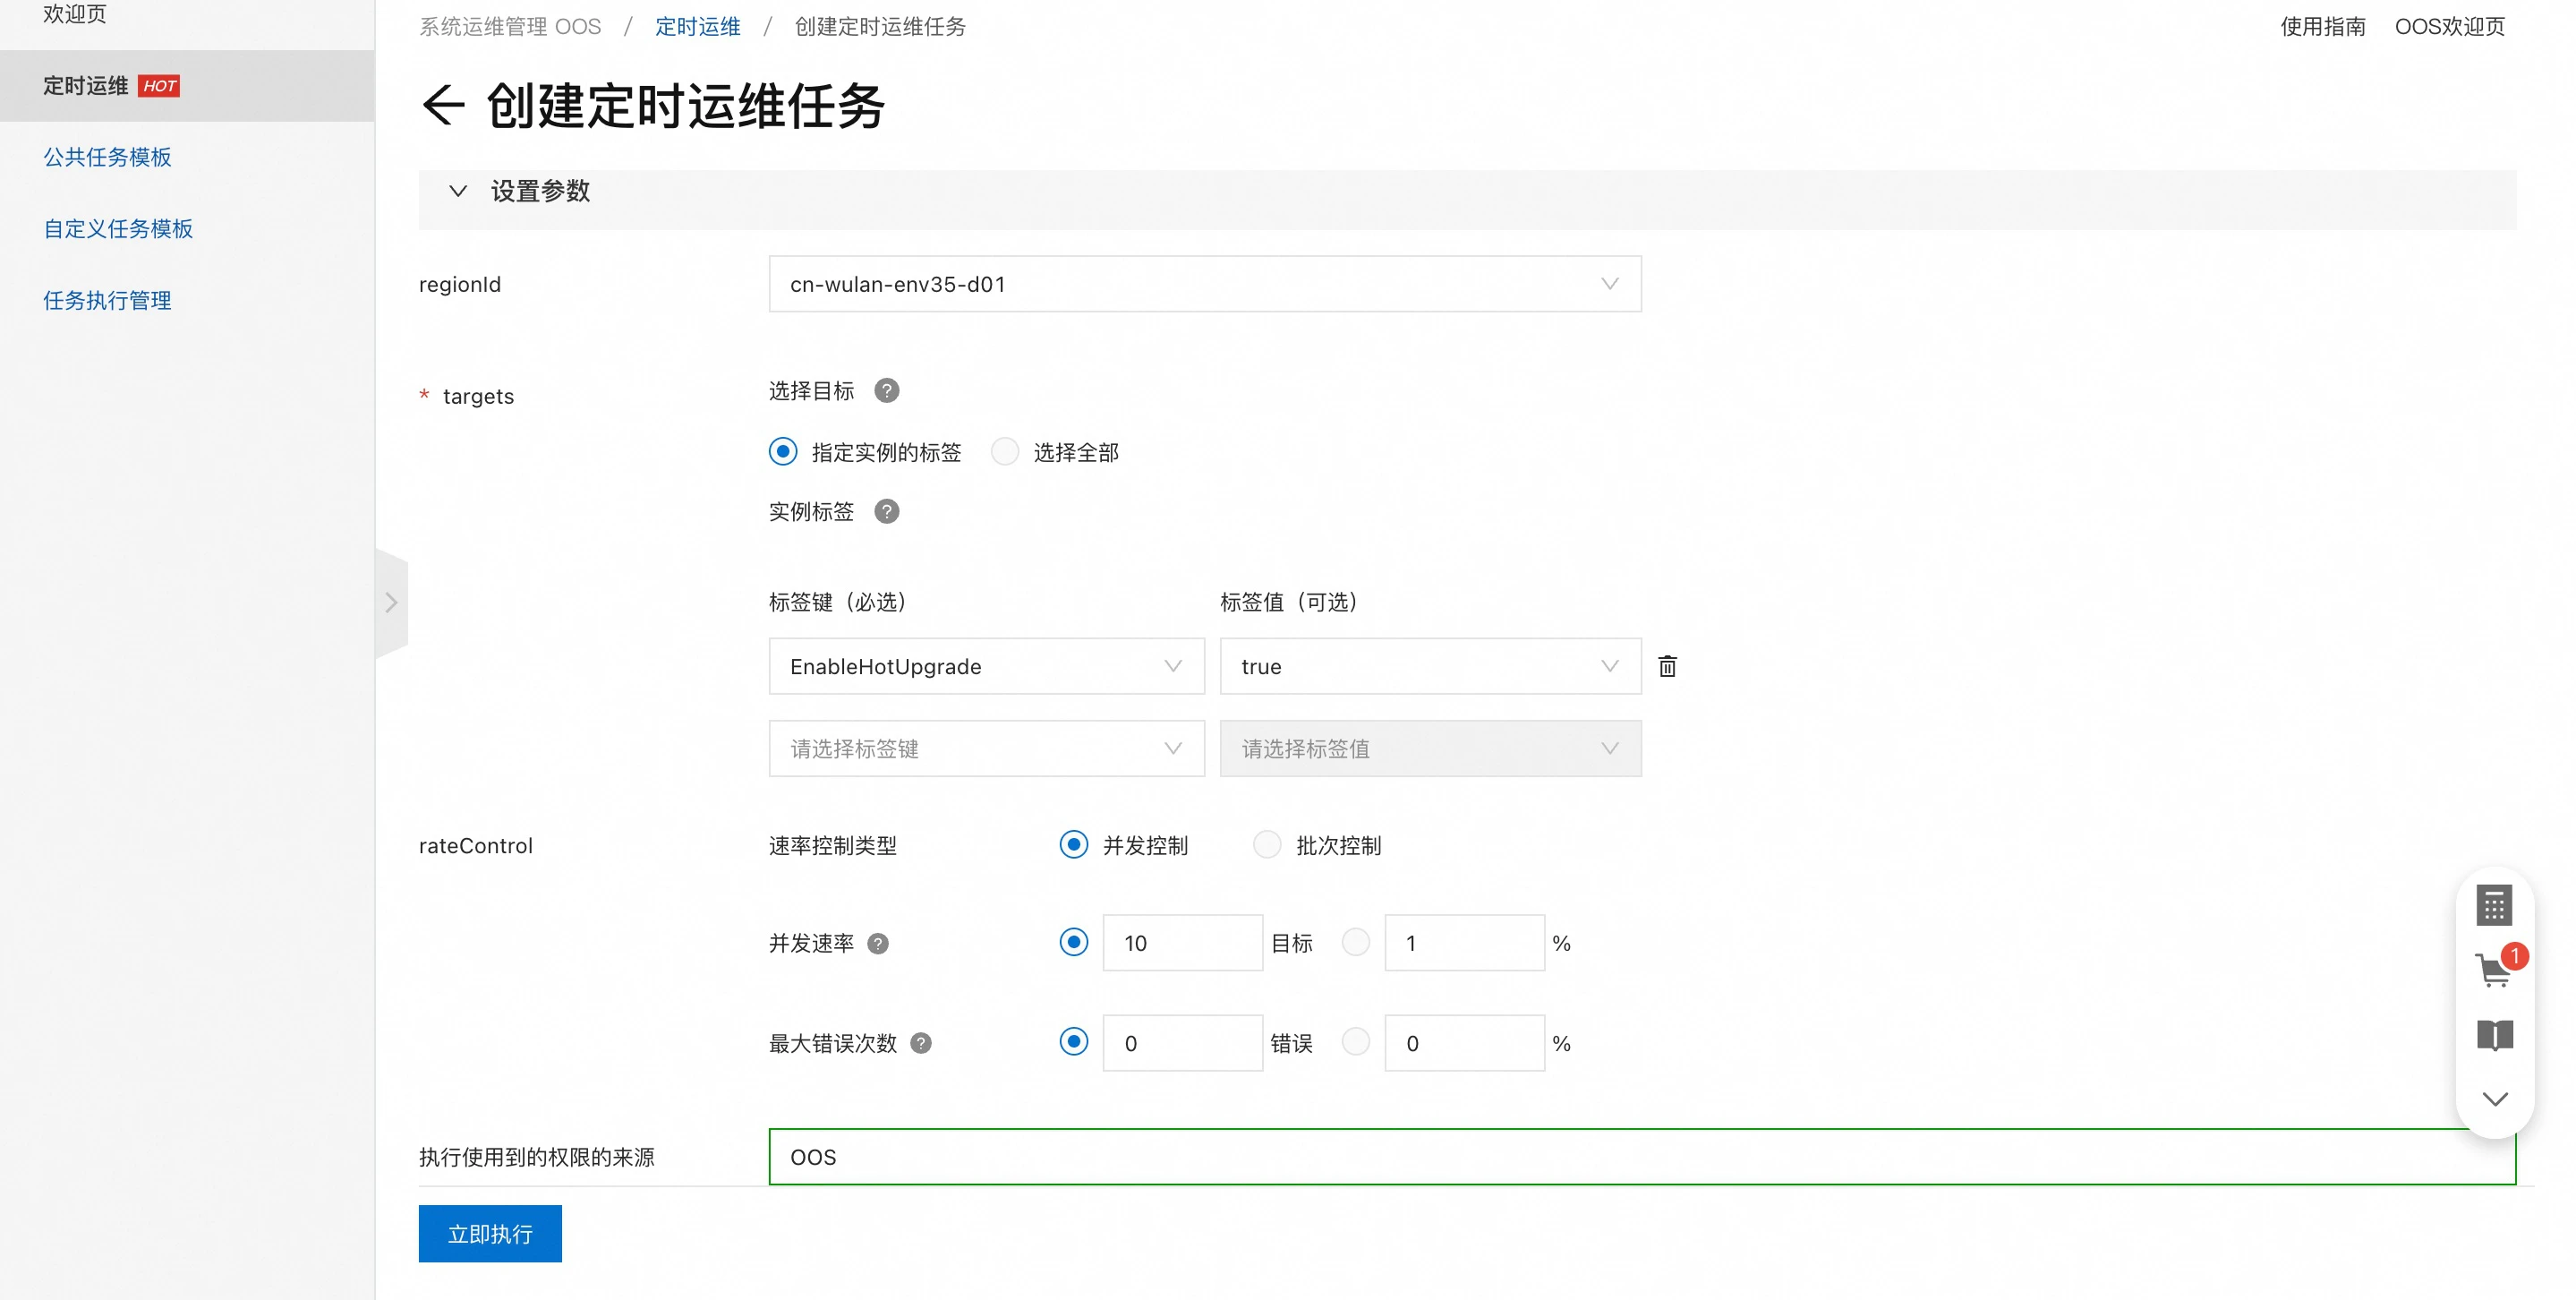 欢迎页
定时运维 HOT
公共任务模板
自定义任务模板
任务执行管理
系统运维管理 OOS / 定时运维 / 创建定时运维任务
使用指南 OOS欢迎页
创建定时运维任务
设置参数
regionId
cn-wulan-env35-d01
* targets
选择目标 ?
指定实例的标签 选择全部
实例标签 ?
标签键（必选） 标签值（可选）
EnableHotUpgrade true
请选择标签键 请选择标签值
rateControl
速率控制类型 并发控制 批次控制
并发速率 ? 10 目标 1 %
最大错误次数 ? 0 错误 0 %
1
执行使用到的权限的来源 OOS
立即执行